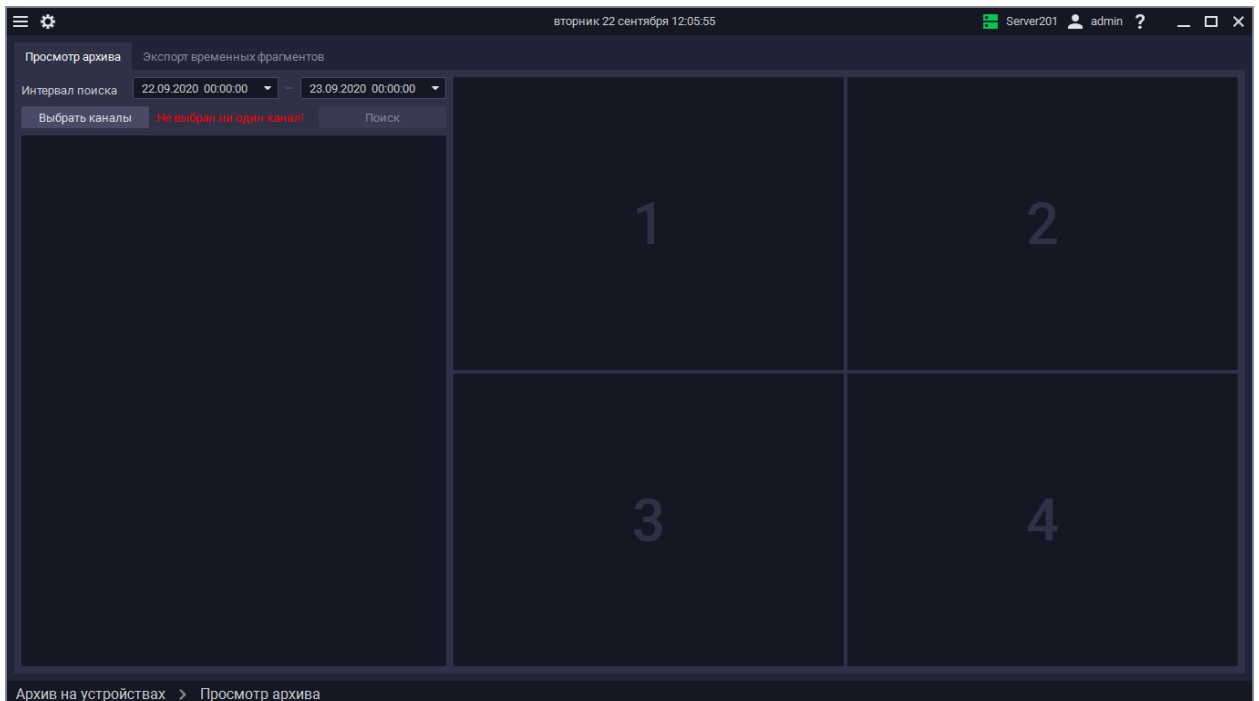 вторник 22 сентября 12:05:55 Server201 admin ?
Просмотр архива Экспорт временных фрагментов
Интервал поиска 22.09.2020 00:00:00 – 23.09.2020 00:00:00
Выбрать каналы Не выбран ни один канал! Поиск
1 2
3 4
Архив на устройствах > Просмотр архива